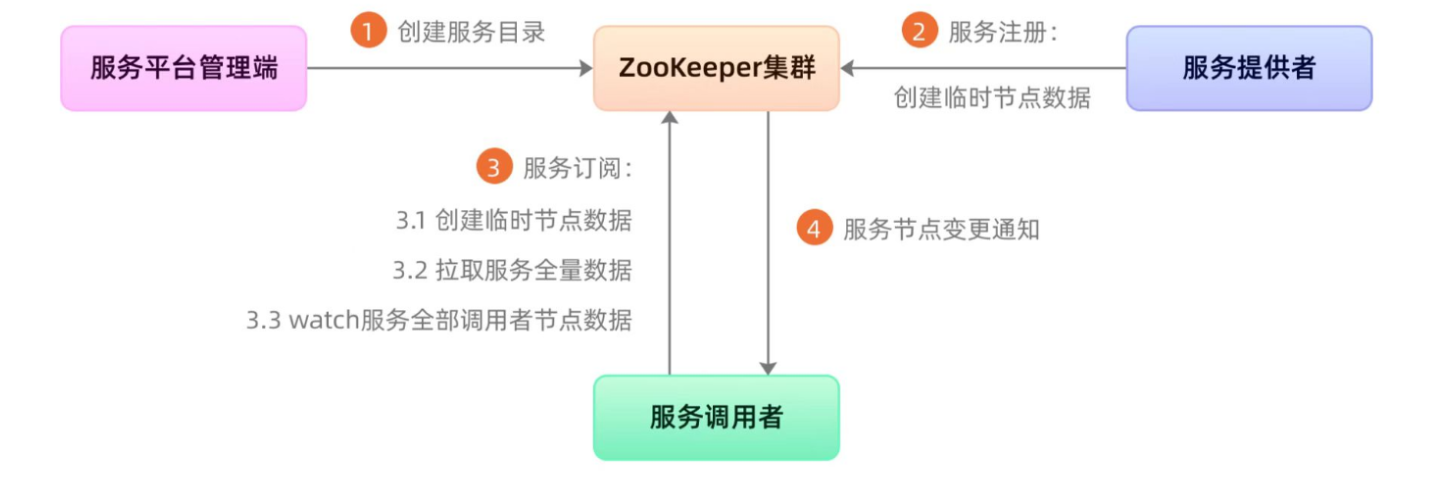 1 创建服务目录
2 服务注册：
服务平台管理端
ZooKeeper集群
服务提供者
创建临时节点数据
3 服务订阅：
3.1 创建临时节点数据
4 服务节点变更通知
3.2 拉取服务全量数据
3.3 watch服务全部调用者节点数据
服务调用者